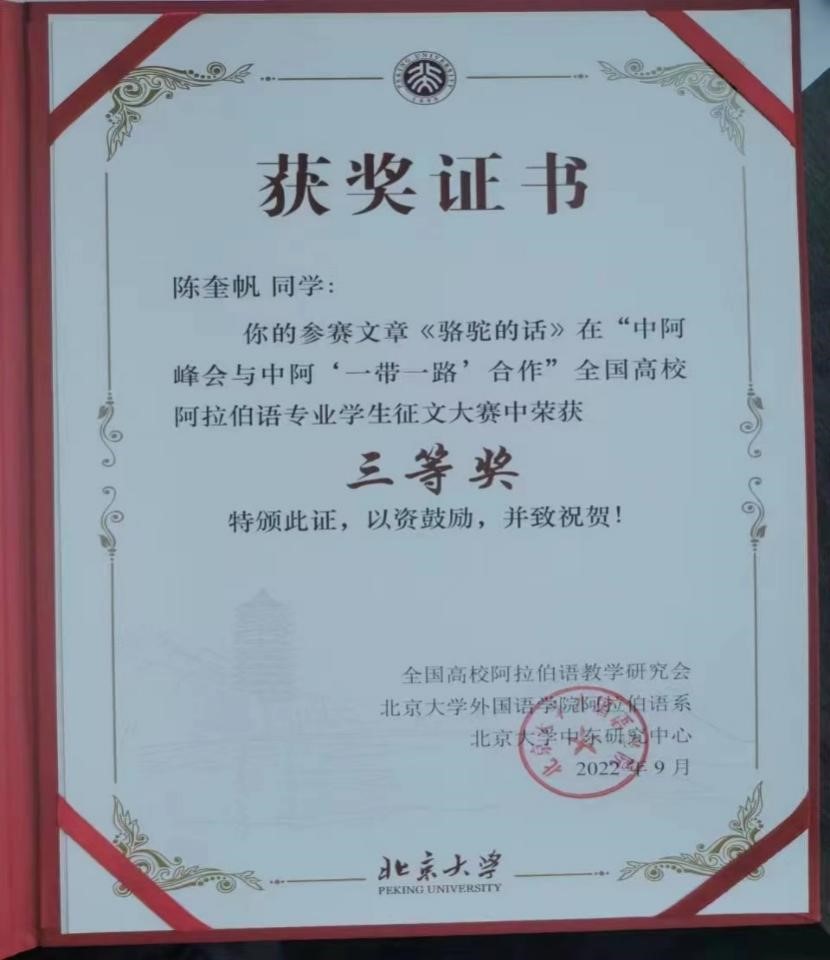 PEKING UNIVERSITY
1898
获奖证书
陈奎帆 同学：
你的参赛文章《骆驼的话》在“中阿
峰会与中阿‘一带一路’合作”全国高校
阿拉伯语专业学生征文大赛中荣获
三等奖
特颁此证，以资鼓励，并致祝贺！
全国高校阿拉伯语教学研究会
北京大学外国语学院阿拉伯语系
北京大学中东研究中心
2022 年 9 月
北京大学
PEKING UNIVERSITY